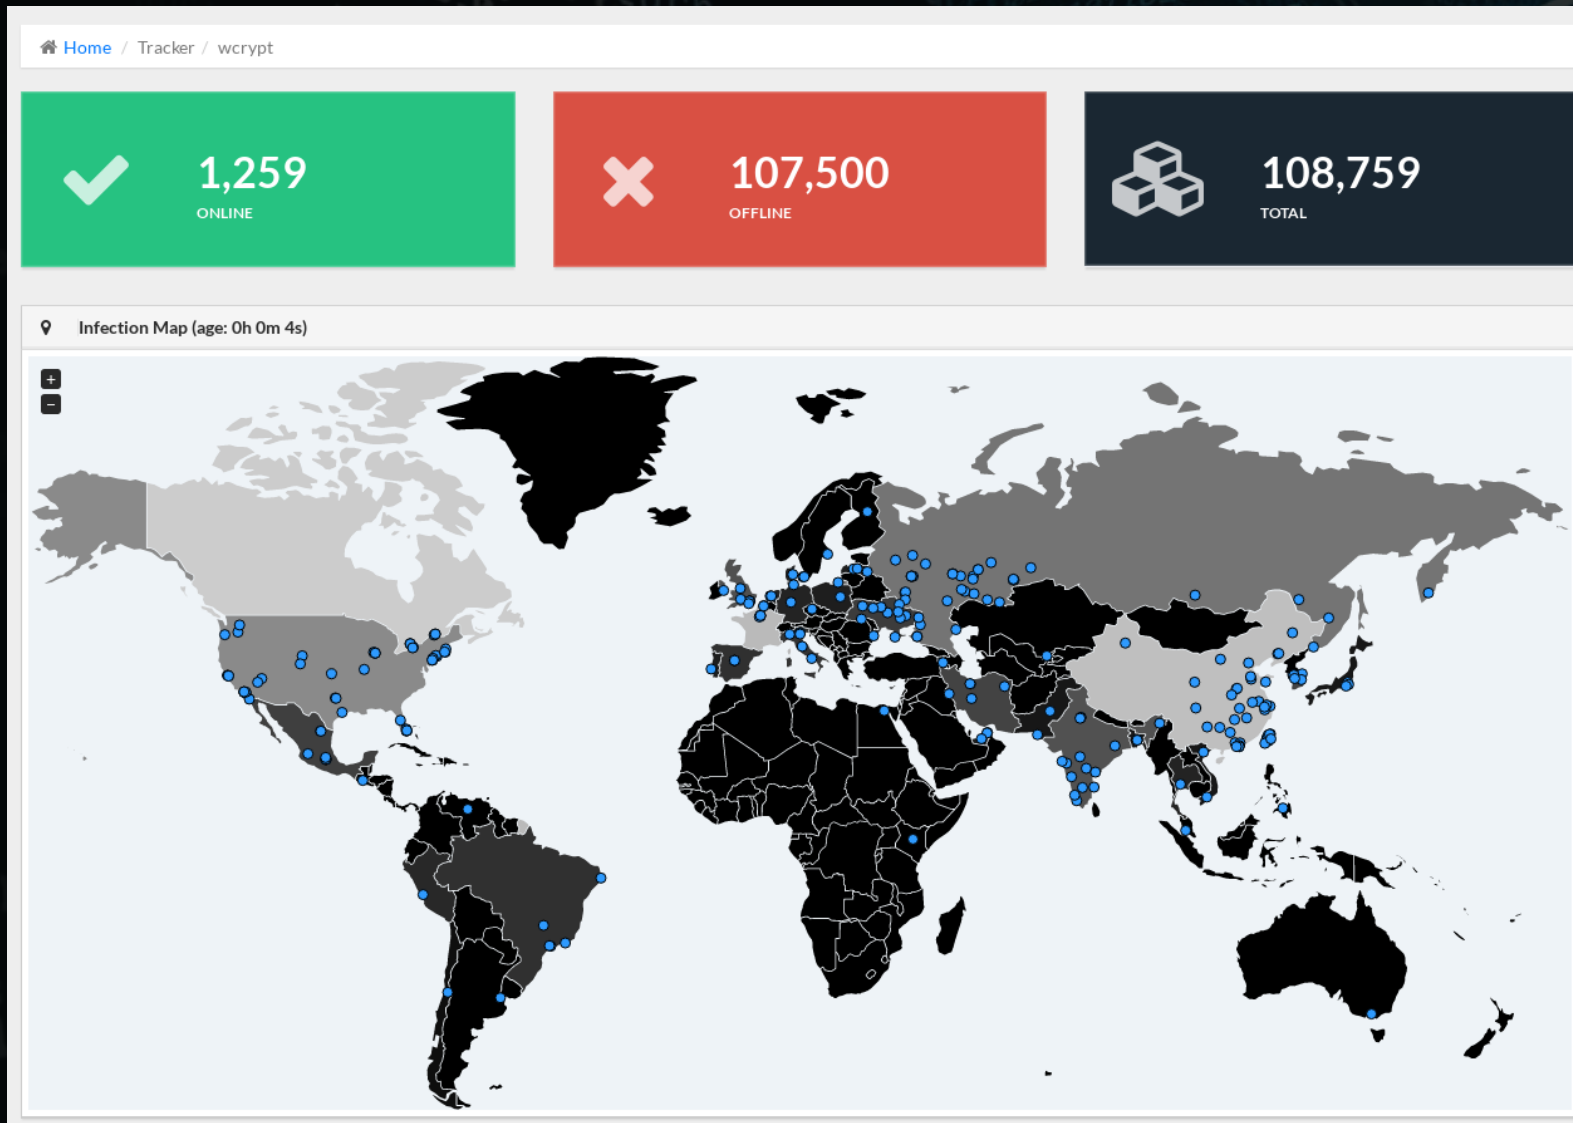 Home / Tracker / wcrypt
1,259
ONLINE
107,500
OFFLINE
108,759
TOTAL
Infection Map (age: 0h 0m 4s)
+
−